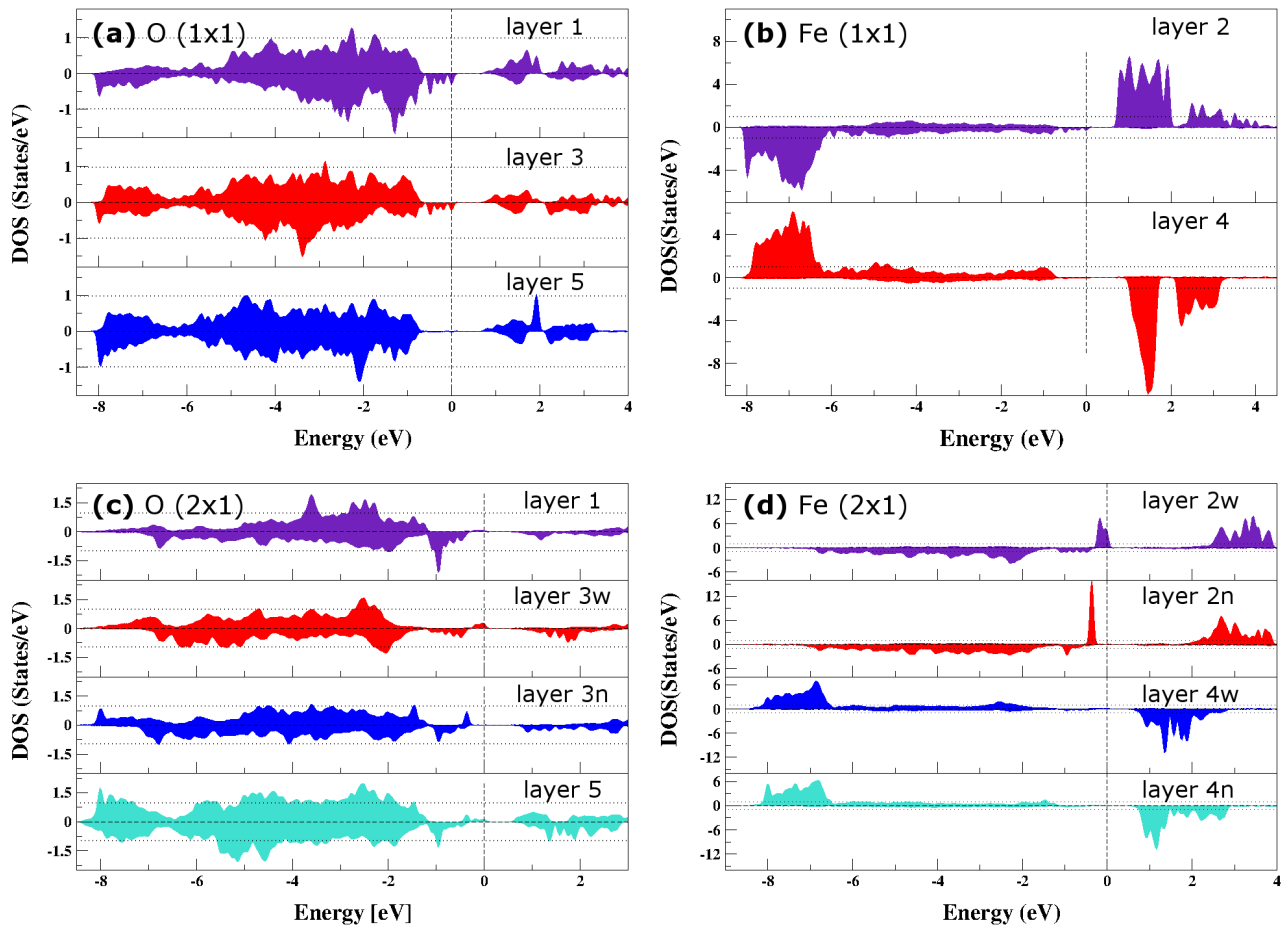 (a) O (1x1)
layer 1
1
0
-1
layer 3
1
0
-1
layer 5
1
0
-1
DOS (States/eV)
-8 -6 -4 -2 0 2 4
Energy (eV)
(b) Fe (1x1)
layer 2
8
4
0
-4
layer 4
4
0
-4
-8
DOS(States/eV)
-8 -6 -4 -2 0 2 4
Energy (eV)
(c) O (2x1)
layer 1
1.5
0
-1.5
layer 3w
1.5
0
-1.5
layer 3n
1.5
0
-1.5
layer 5
1.5
0
-1.5
DOS (States/eV)
-8 -6 -4 -2 0 2
Energy [eV]
(d) Fe (2x1)
layer 2w
12
6
0
-6
layer 2n
12
6
0
-6
layer 4w
6
0
-6
-12
layer 4n
6
0
-6
-12
DOS(States/eV)
-8 -6 -4 -2 0 2 4
Energy (eV)